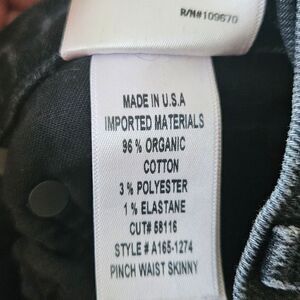 R/N#109670
MADE IN U.S.A
IMPORTED MATERIALS
96 % ORGANIC
COTTON
3 % POLYESTER
1 % ELASTANE
CUT# 58116
STYLE # A165-1274
PINCH WAIST SKINNY